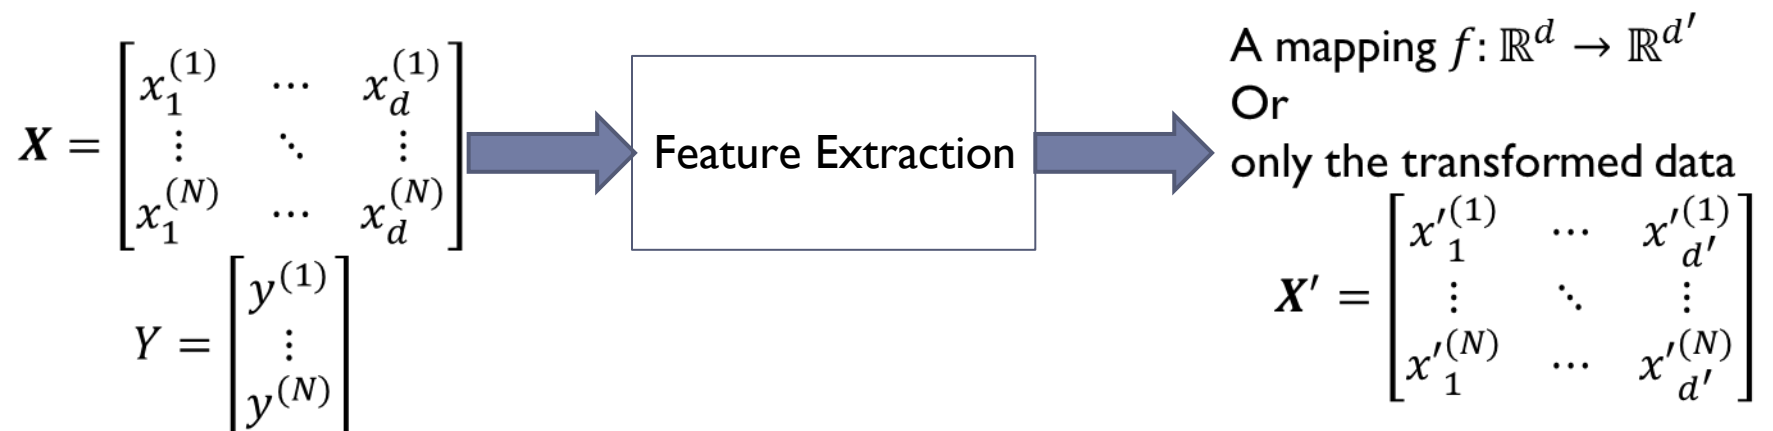 X = [x_1^(1) ⋯ x_d^(1)
⋮ ⋱ ⋮
x_1^(N) ⋯ x_d^(N)]
Y = [y^(1)
⋮
y^(N)]
Feature Extraction
A mapping f: ℝ^d → ℝ^d′
Or
only the transformed data
X′ = [x′_1^(1) ⋯ x′_d′^(1)
⋮ ⋱ ⋮
x′_1^(N) ⋯ x′_d′^(N)]